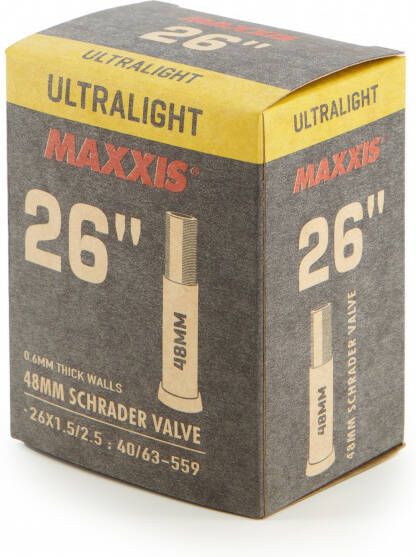 26"
ULTRALIGHT
ULTRALIGHT
MAXXIS®
26"
48MM
0.6MM THICK WALLS
48MM SCHRADER VALVE
- 26X1.5/2.5 : 40/63-559
ULTRALIGHT
MAXXIS
26"
48MM
48MM SCHRADER VALVE